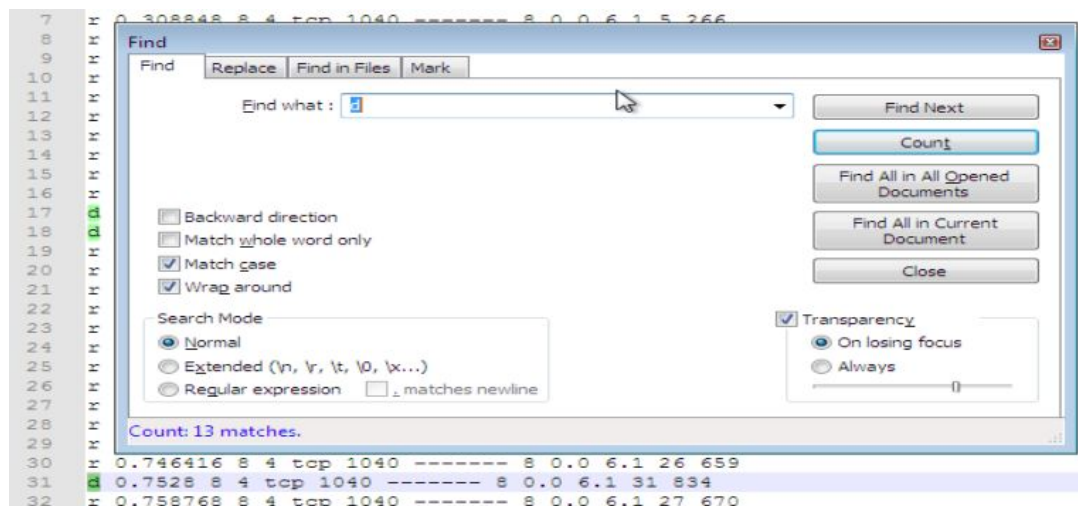 7 r 0.308848 8 4 tcp 1040 ------- 8 0.0 6.1 5 266
8 r
9 r
10 r
11 r
12 r
13 r
14 r
15 r
16 r
17 d
18 d
19 r
20 r
21 r
22 r
23 r
24 r
25 r
26 r
27 r
28 r
29 r
30 r 0.746416 8 4 tcp 1040 ------- 8 0.0 6.1 26 659
31 d 0.7528 8 4 tcp 1040 ------- 8 0.0 6.1 31 834
32 r 0.758768 8 4 tcp 1040 ------- 8 0.0 6.1 27 670
Find
Find Replace Find in Files Mark
Find what : d
Find Next
Count
Find All in All Opened
Documents
Find All in Current
Document
Close
Backward direction
Match whole word only
Match case
Wrap around
Search Mode
Normal
Extended (\n, \r, \t, \0, \x...)
Regular expression . matches newline
Transparency
On losing focus
Always
Count: 13 matches.